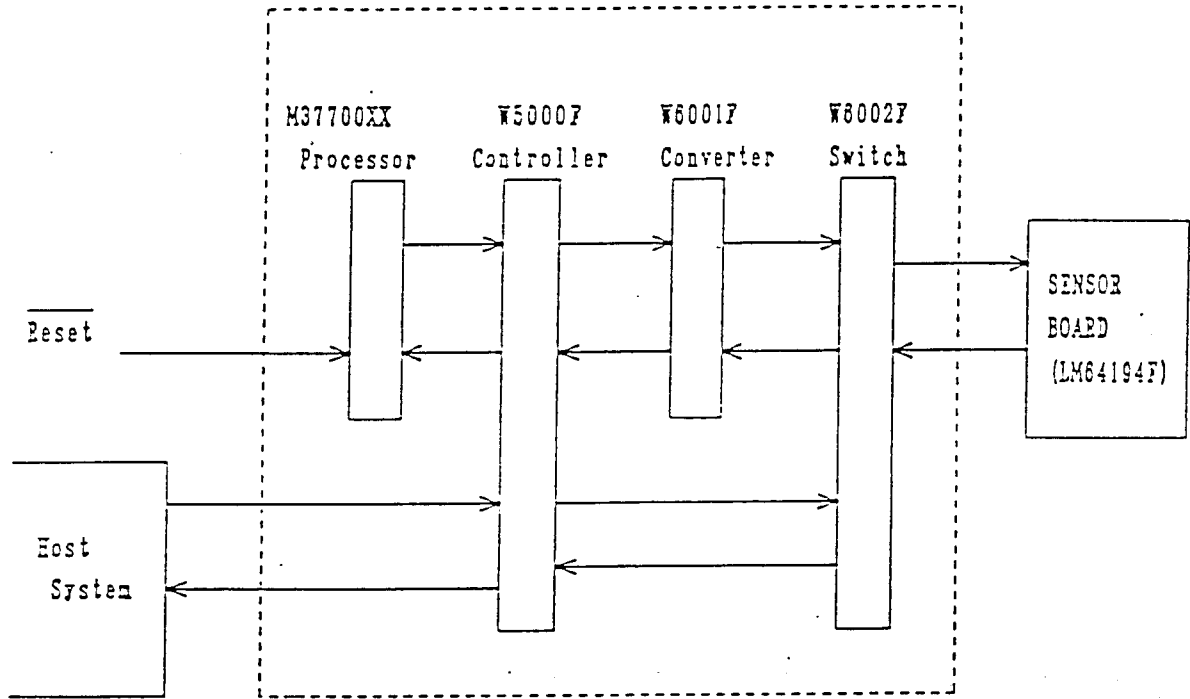 M37700XX
Processor
W5000F
Controller
W6001F
Converter
W6002F
Switch
Reset
SENSOR
BOARD
(LM64194F)
Host
System